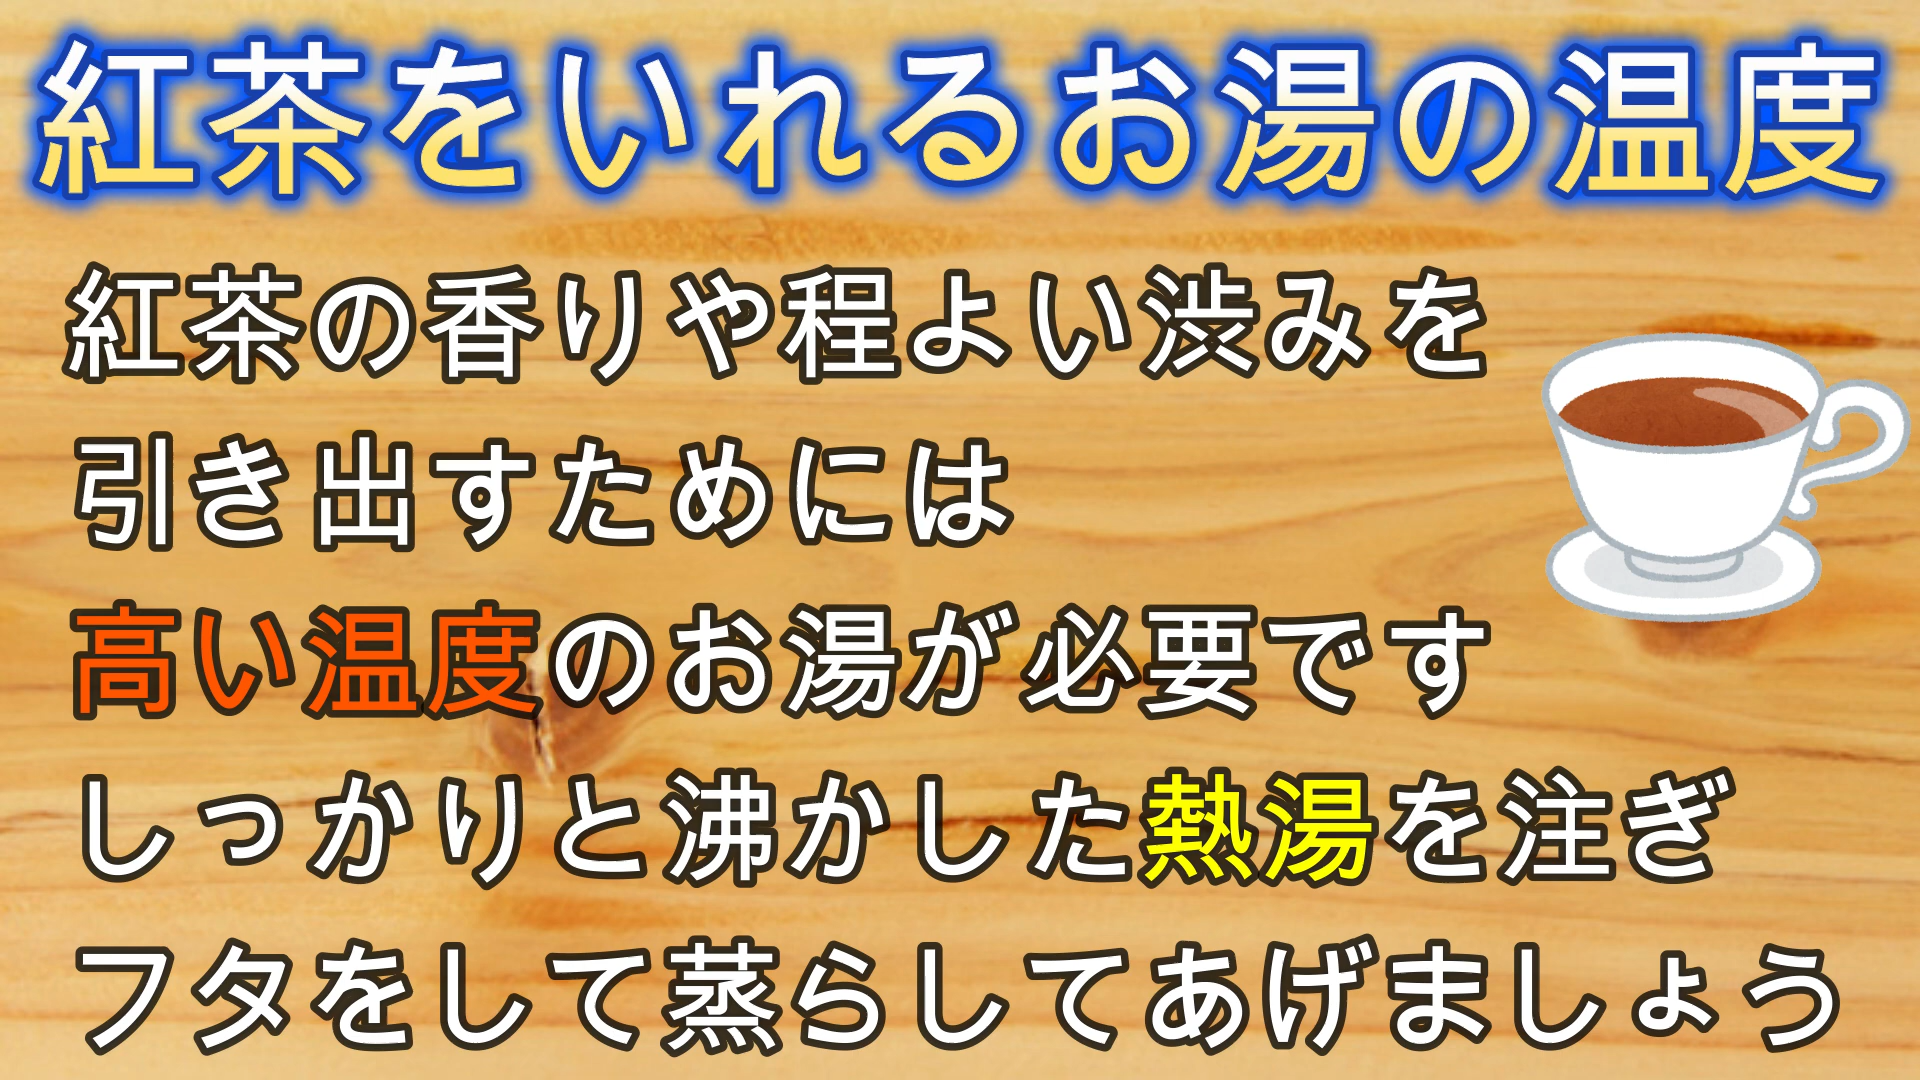 紅茶をいれるお湯の温度
紅茶の香りや程よい渋みを
引き出すためには
高い温度のお湯が必要です
しっかりと沸かした熱湯を注ぎ
フタをして蒸らしてあげましょう